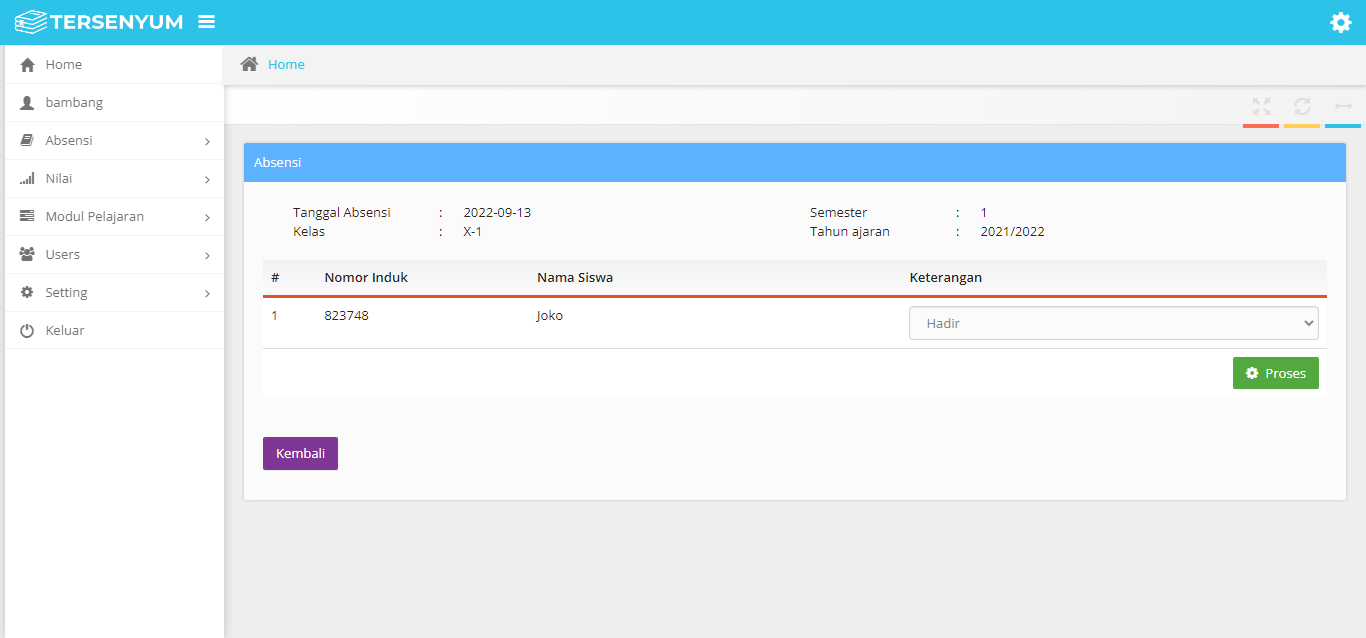 TERSENYUM
Home
bambang
Absensi
Nilai
Modul Pelajaran
Users
Setting
Keluar
Home
Absensi
Tanggal Absensi : 2022-09-13 Semester : 1
Kelas : X-1 Tahun ajaran : 2021/2022
# Nomor Induk Nama Siswa Keterangan
1 823748 Joko Hadir
Proses
Kembali